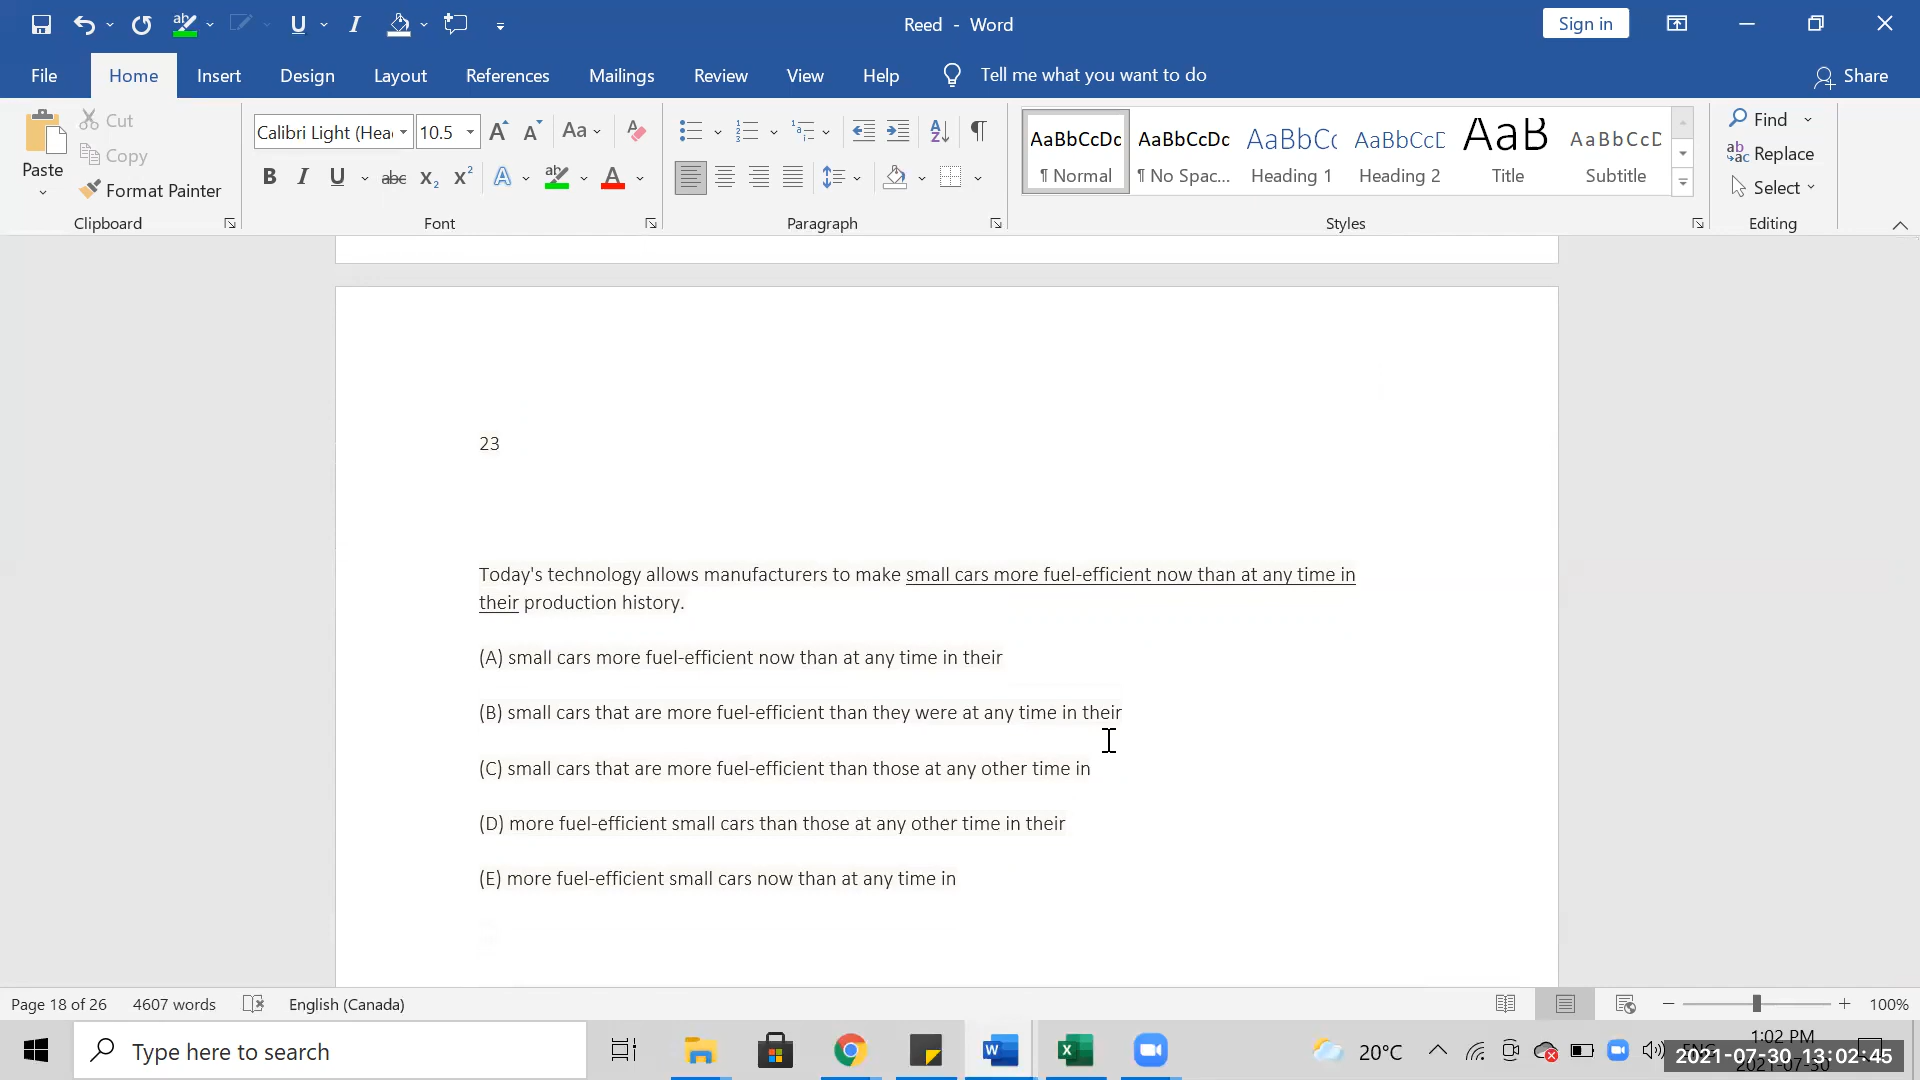 Reed - Word
Sign in
File Home Insert Design Layout References Mailings Review View Help Tell me what you want to do Share
Paste
Cut
Copy
Format Painter
Clipboard
Calibri Light (Hea 10.5
Font
Paragraph
AaBbCcDc AaBbCcDc AaBbCc AaBbCcD AaB AaBbCcD
¶ Normal ¶ No Spac... Heading 1 Heading 2 Title Subtitle
Styles
Find
Replace
Select
Editing
23
Today's technology allows manufacturers to make small cars more fuel-efficient now than at any time in
their production history.
(A) small cars more fuel-efficient now than at any time in their
(B) small cars that are more fuel-efficient than they were at any time in their
(C) small cars that are more fuel-efficient than those at any other time in
(D) more fuel-efficient small cars than those at any other time in their
(E) more fuel-efficient small cars now than at any time in
Page 18 of 26 4607 words English (Canada) 100%
Type here to search
20°C
1:02 PM
2021-07-30 13:02:45